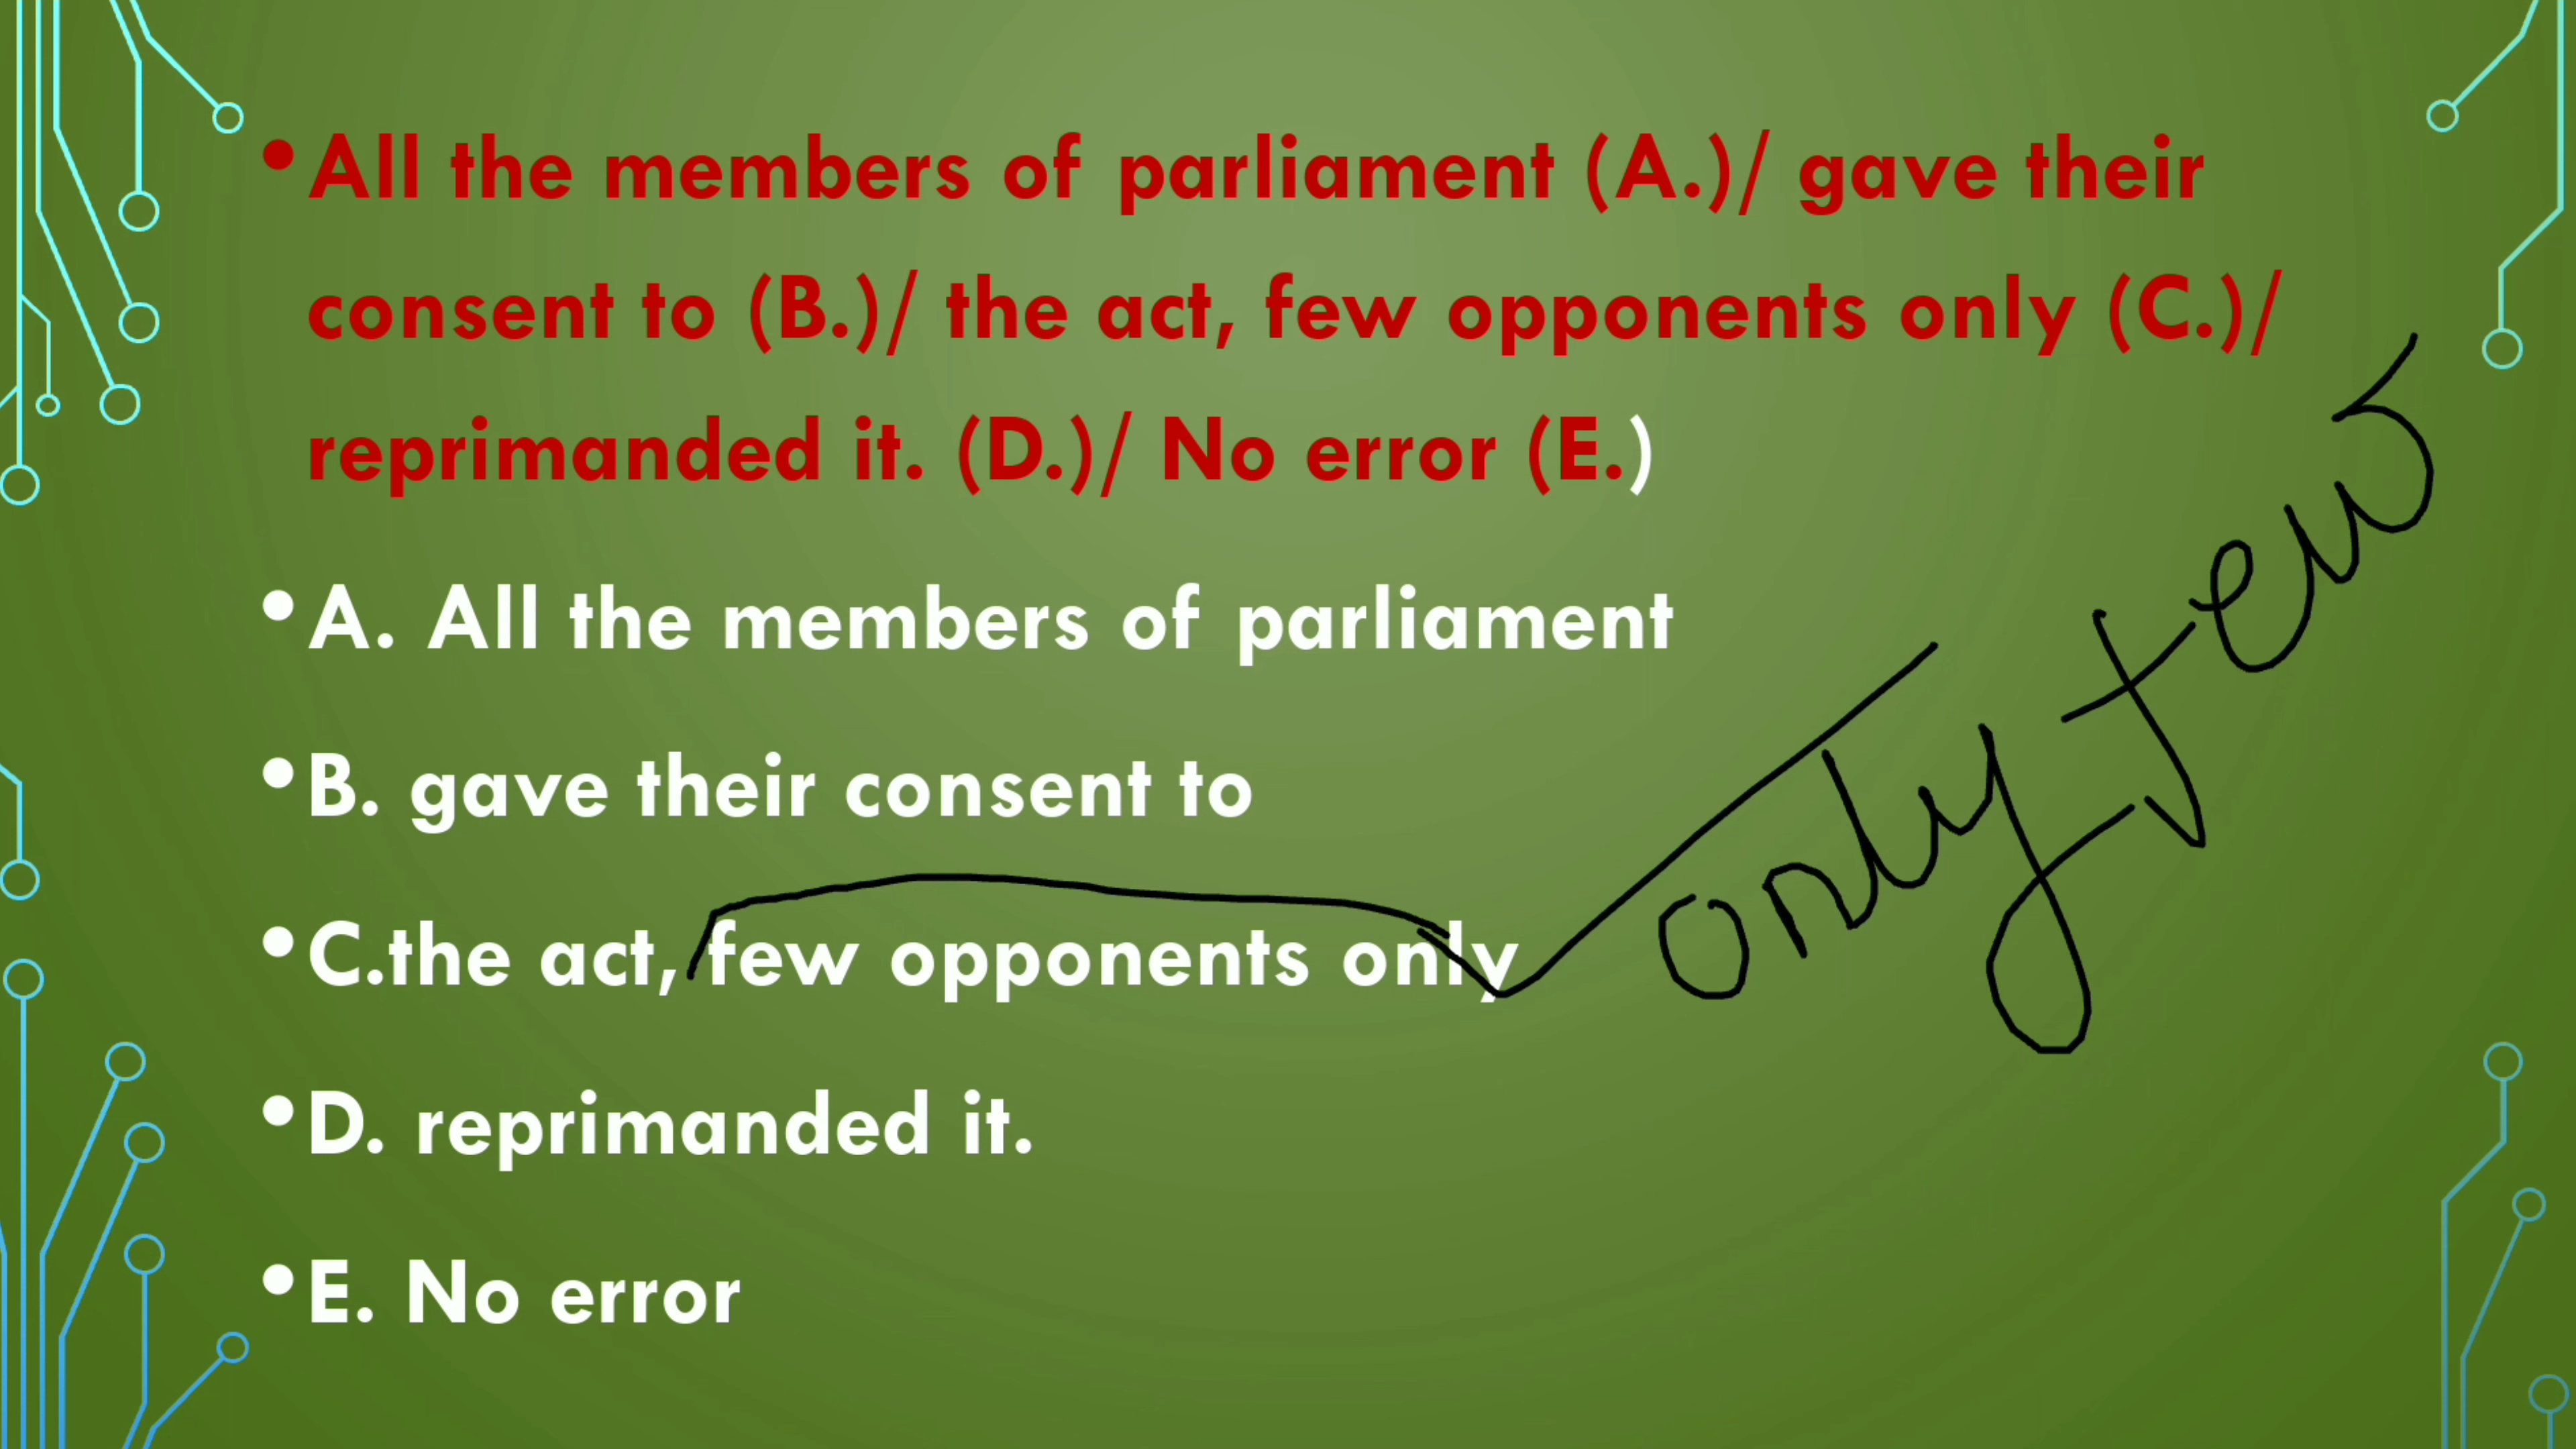 •All the members of parliament (A.)/ gave their
consent to (B.)/ the act, few opponents only (C.)/
reprimanded it. (D.)/ No error (E.)
•A. All the members of parliament
•B. gave their consent to
•C.the act, few opponents only
only few
•D. reprimanded it.
•E. No error